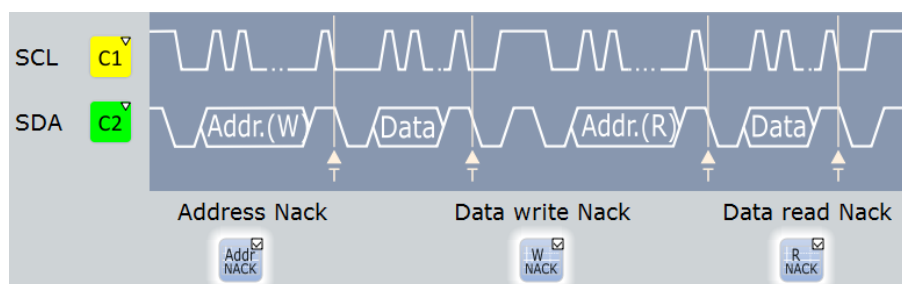 SCL C1
SDA C2 Addr.(W) Data Addr.(R) Data
T T T T
Address Nack Data write Nack Data read Nack
Addr NACK W NACK R NACK